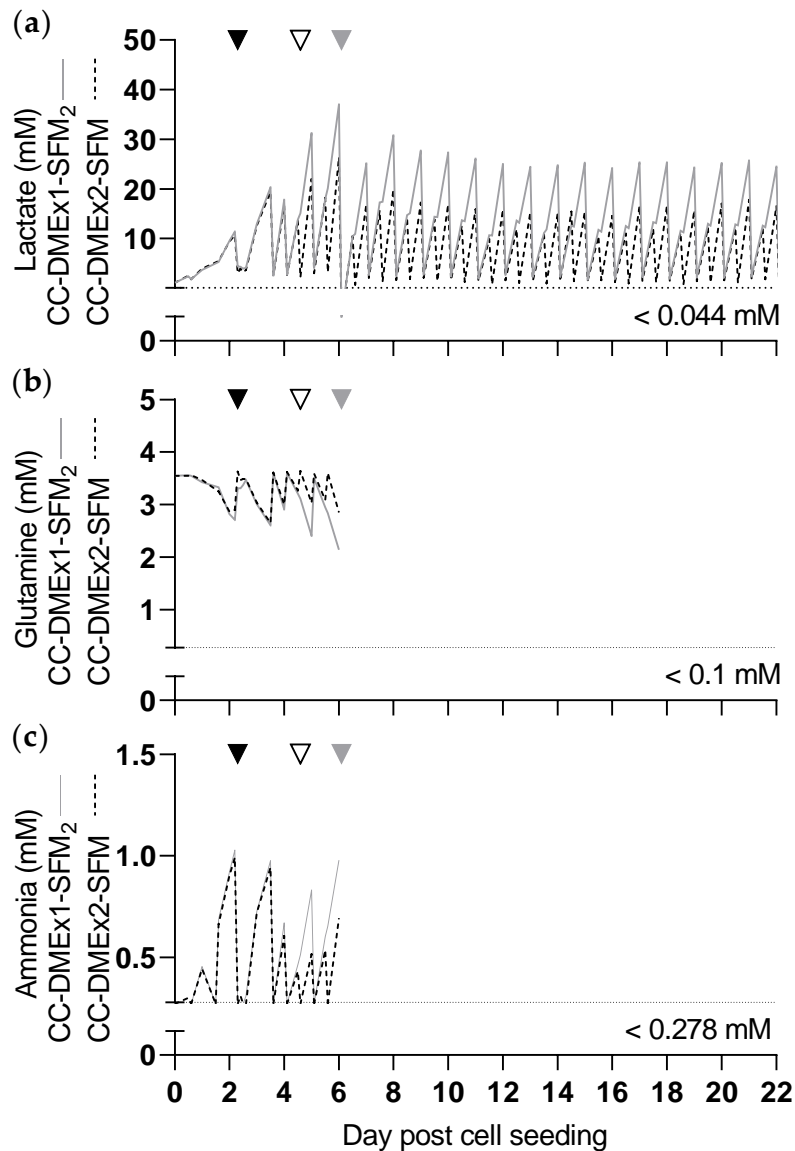 (a)
Lactate (mM)
CC-DMEx1-SFM2
CC-DMEx2-SFM
50
40
30
20
10
0
< 0.044 mM
(b)
Glutamine (mM)
CC-DMEx1-SFM2
CC-DMEx2-SFM
5
4
3
2
1
0
< 0.1 mM
(c)
Ammonia (mM)
CC-DMEx1-SFM2
CC-DMEx2-SFM
1.5
1.0
0.5
0
< 0.278 mM
0 2 4 6 8 10 12 14 16 18 20 22
Day post cell seeding